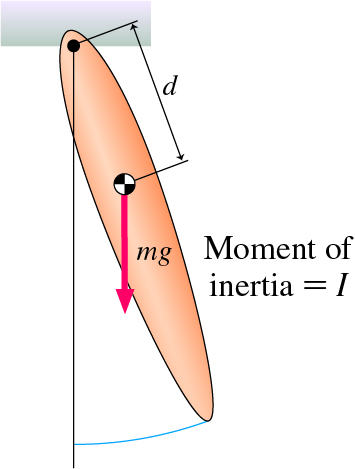 d
mg
Moment of
inertia = I